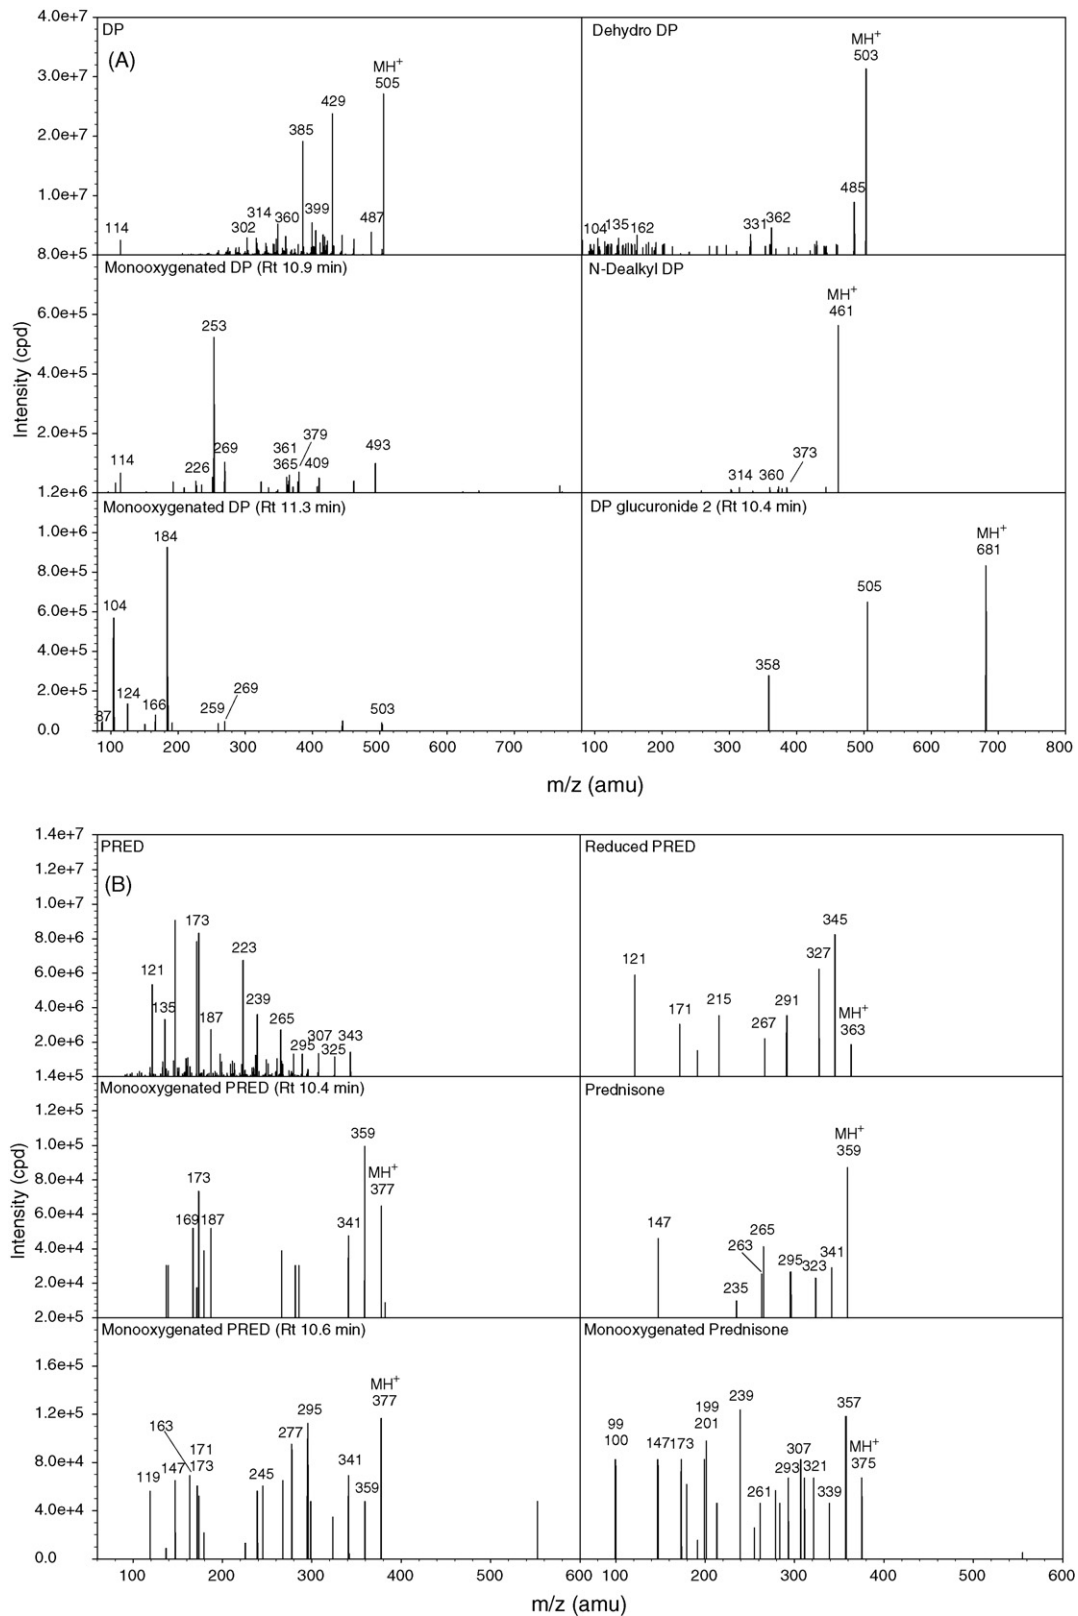 4.0e+7
DP
Dehydro DP
(A)
MH+
505
MH+
503
3.0e+7
429
385
2.0e+7
1.0e+7
485
114
302
314
360
399
487
104
135
162
331
362
8.0e+5
Monooxygenated DP (Rt 10.9 min)
N-Dealkyl DP
MH+
461
6.0e+5
253
4.0e+5
2.0e+5
114
226
269
361
365
379
409
493
314
360
373
1.2e+6
Monooxygenated DP (Rt 11.3 min)
DP glucuronide 2 (Rt 10.4 min)
1.0e+6
184
MH+
681
8.0e+5
6.0e+5
104
505
4.0e+5
358
2.0e+5
87
124
166
259
269
503
0.0
Intensity (cpd)
100 200 300 400 500 600 700 100 200 300 400 500 600 700 800
m/z (amu)
1.4e+7
PRED
Reduced PRED
(B)
1.2e+7
1.0e+7
173
345
8.0e+6
223
327
6.0e+6
121
121
4.0e+6
135
187
239
265
171
215
267
291
MH+
363
2.0e+6
295
307
325
343
1.4e+5
Monooxygenated PRED (Rt 10.4 min)
Prednisone
1.2e+5
359
MH+
359
1.0e+5
MH+
377
8.0e+4
173
6.0e+4
169
187
341
147
4.0e+4
263
265
295
323
341
2.0e+4
235
2.0e+5
Monooxygenated PRED (Rt 10.6 min)
Monooxygenated Prednisone
1.6e+5
MH+
377
1.2e+5
295
277
239
357
199
201
99
100
8.0e+4
163
171
173
119
147
245
341
359
147
173
307
293
321
MH+
375
4.0e+4
261
339
0.0
Intensity (cpd)
100 200 300 400 500 600 100 200 300 400 500 600
m/z (amu)